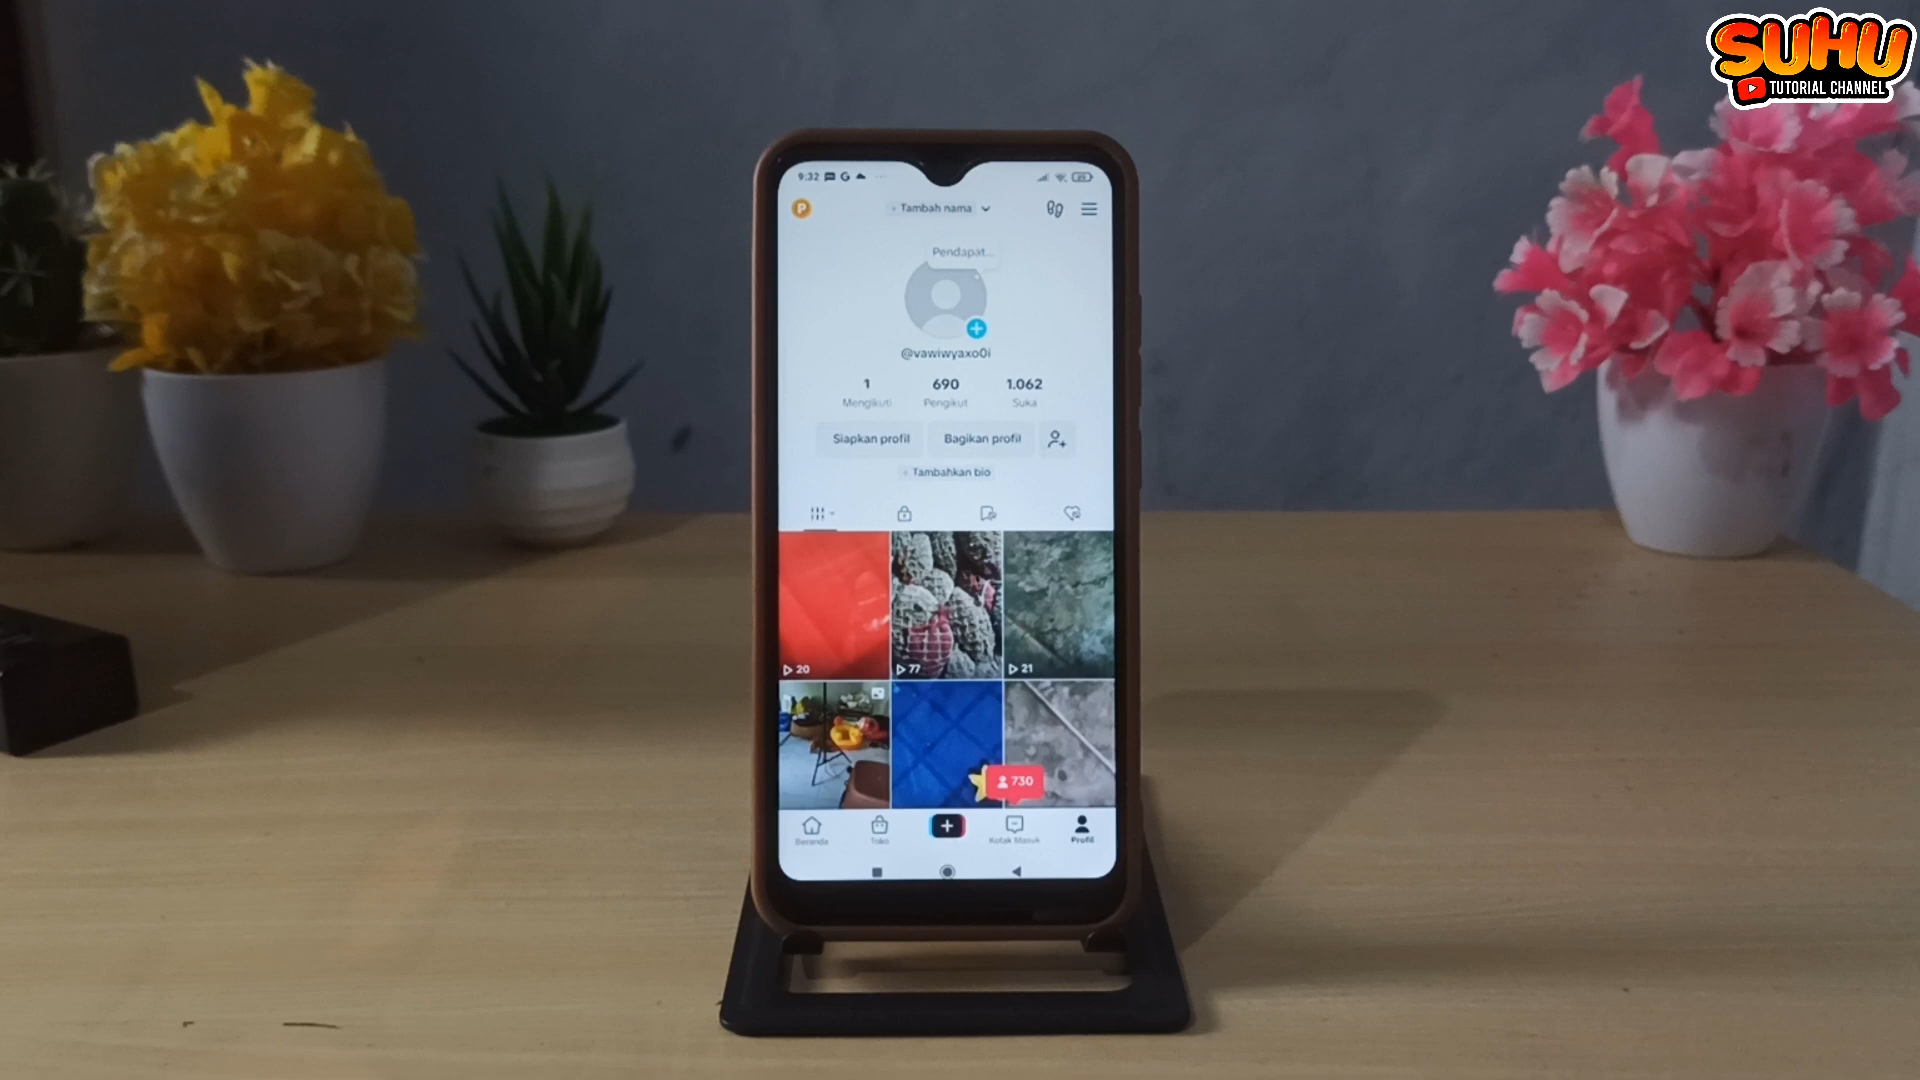 SUHU
TUTORIAL CHANNEL
9:32
G
P
Tambah nama
Pendapat...
@vawiwyaxo0i
1 690 1.062
Mengikuti Pengikut Suka
Siapkan profil Bagikan profil
Tambahkan bio
20 77 21
730
Beranda Toko Kotak Masuk Profil